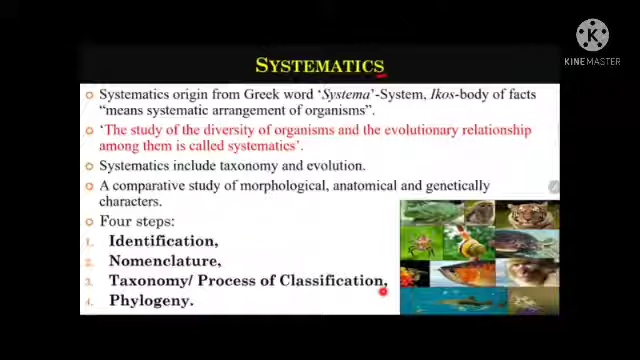 SYSTEMATICS
KINEMASTER
Systematics origin from Greek word 'Systema'-System, Ikos-body of facts
"means systematic arrangement of organisms".
'The study of the diversity of organisms and the evolutionary relationship
among them is called systematics'.
Systematics include taxonomy and evolution.
A comparative study of morphological, anatomical and genetically
characters.
Four steps:
1. Identification,
2. Nomenclature,
3. Taxonomy/ Process of Classification,
4. Phylogeny.